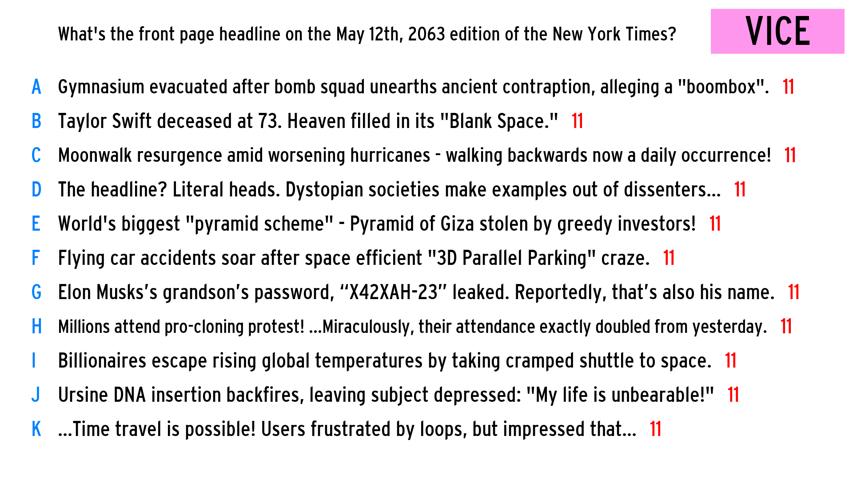 What's the front page headline on the May 12th, 2063 edition of the New York Times?
VICE
A Gymnasium evacuated after bomb squad unearths ancient contraption, alleging a "boombox". 11
B Taylor Swift deceased at 73. Heaven filled in its "Blank Space." 11
C Moonwalk resurgence amid worsening hurricanes - walking backwards now a daily occurrence! 11
D The headline? Literal heads. Dystopian societies make examples out of dissenters... 11
E World's biggest "pyramid scheme" - Pyramid of Giza stolen by greedy investors! 11
F Flying car accidents soar after space efficient "3D Parallel Parking" craze. 11
G Elon Musks’s grandson’s password, “X42XAH-23” leaked. Reportedly, that’s also his name. 11
H Millions attend pro-cloning protest! ...Miraculously, their attendance exactly doubled from yesterday. 11
I Billionaires escape rising global temperatures by taking cramped shuttle to space. 11
J Ursine DNA insertion backfires, leaving subject depressed: "My life is unbearable!" 11
K ...Time travel is possible! Users frustrated by loops, but impressed that... 11